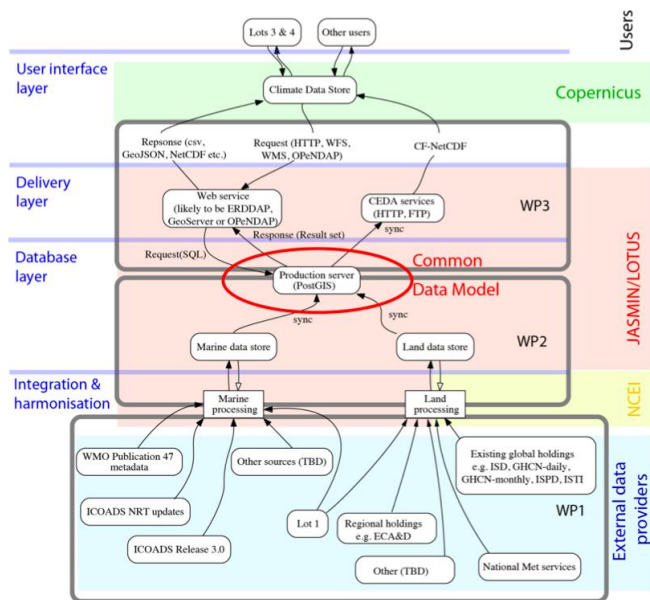 Lots 3 & 4
Other users
Users
User interface
layer
Climate Data Store
Copernicus
Repsonse (csv,
GeoJSON, NetCDF etc.)
Request (HTTP, WFS,
WMS, OPeNDAP)
CF-NetCDF
Delivery
layer
Web service
(likely to be ERDDAP,
GeoServer or OPeNDAP)
CEDA services
(HTTP, FTP)
WP3
sync
Response (Result set)
Request(SQL)
Database
layer
Common
Production server
(PostGIS)
Data Model
JASMIN/LOTUS
sync
sync
WP2
Marine data store
Land data store
Integration &
harmonisation
Marine
processing
Land
processing
NCEI
WMO Publication 47
metadata
Other sources (TBD)
Existing global holdings
e.g. ISD, GHCN-daily,
GHCN-monthly, ISPD, ISTI
ICOADS NRT updates
Lot 1
Regional holdings
e.g. ECA&D
WP1
ICOADS Release 3.0
Other (TBD)
National Met services
External data
providers